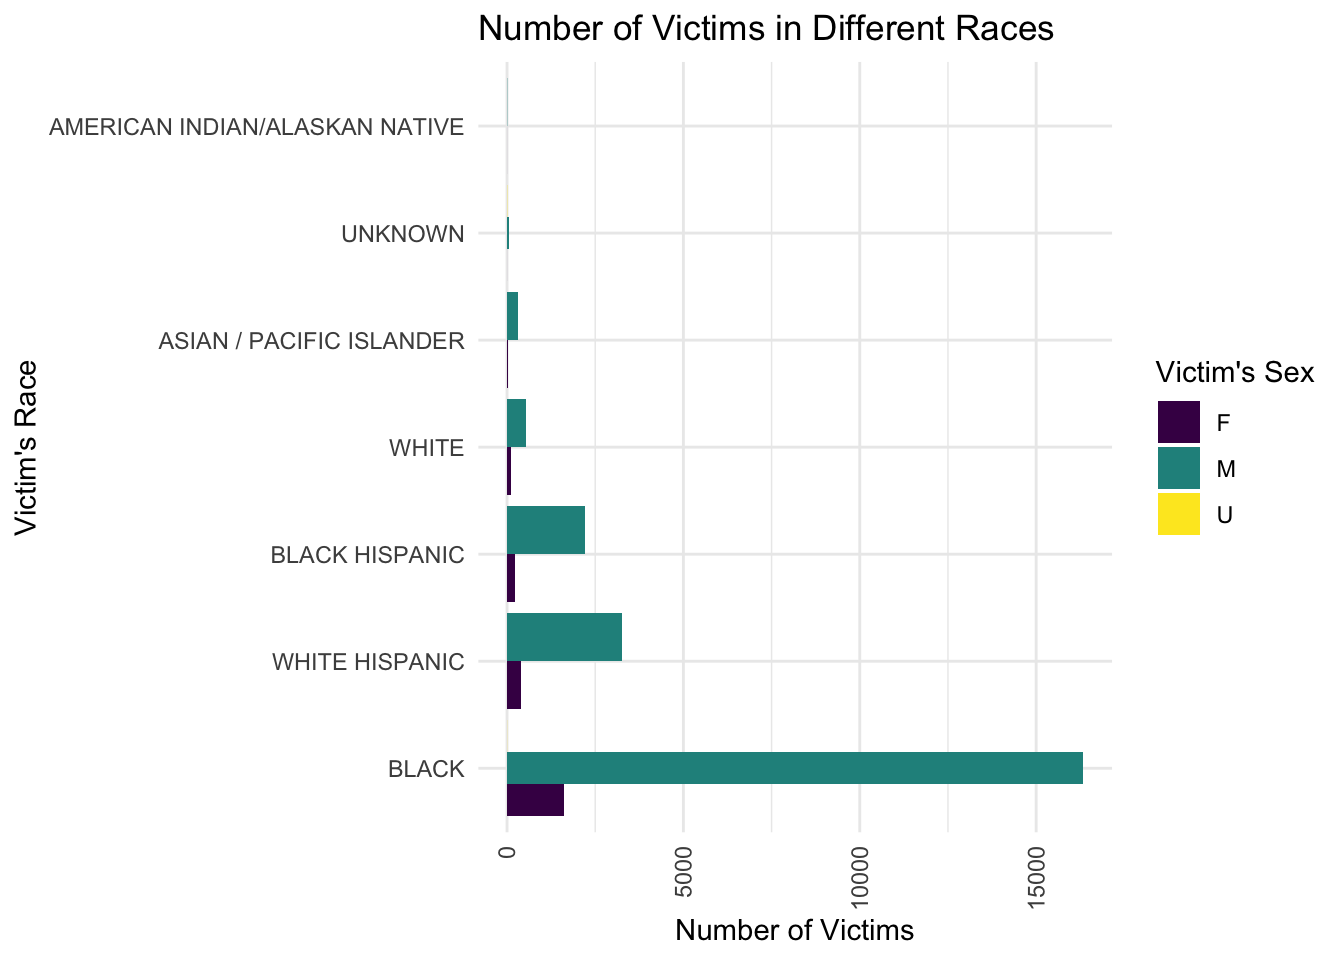 Number of Victims in Different Races
Victim's Race
AMERICAN INDIAN/ALASKAN NATIVE
UNKNOWN
ASIAN / PACIFIC ISLANDER
WHITE
BLACK HISPANIC
WHITE HISPANIC
BLACK
0
5000
10000
15000
Number of Victims
Victim's Sex
F
M
U